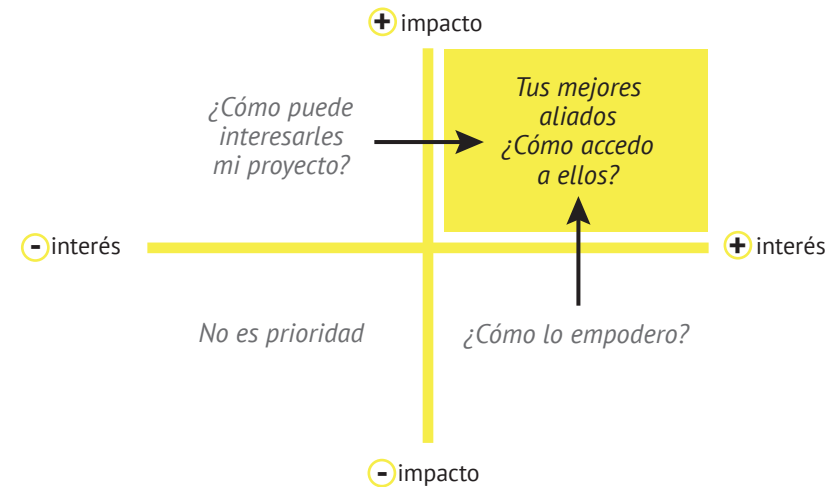 + impacto
¿Cómo puede
interesarles
mi proyecto?
Tus mejores
aliados
¿Cómo accedo
a ellos?
- interés
+ interés
No es prioridad
¿Cómo lo empodero?
- impacto